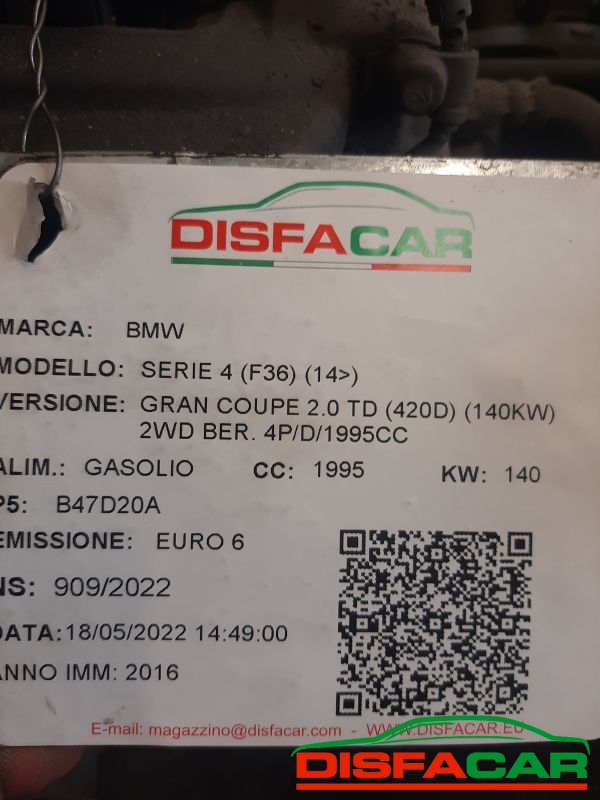 DISFACAR
MARCA: BMW
MODELLO: SERIE 4 (F36) (14>)
VERSIONE: GRAN COUPE 2.0 TD (420D) (140KW)
2WD BER. 4P/D/1995CC
ALIM.: GASOLIO CC: 1995 KW: 140
P5: B47D20A
EMISSIONE: EURO 6
NS: 909/2022
DATA:18/05/2022 14:49:00
ANNO IMM: 2016
E-mail: magazzino@disfacar.com - WWW.DISFACAR.EU
DISFACAR